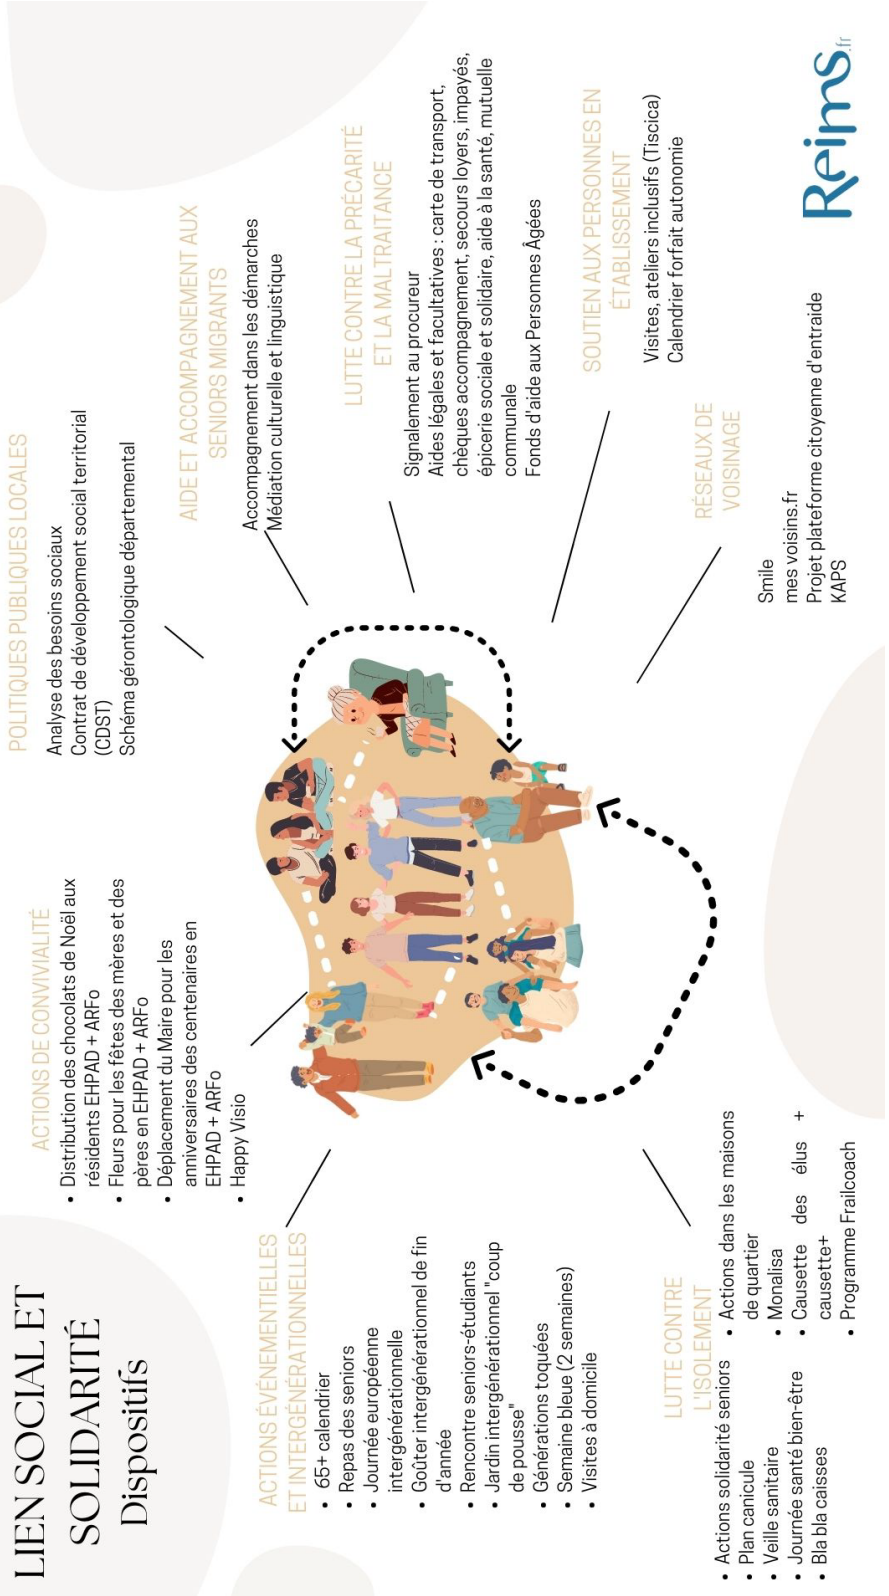 LIEN SOCIAL ET
SOLIDARITÉ
Dispositifs
ACTIONS DE CONVIVIALITÉ
• Distribution des chocolats de Noël aux
résidents EHPAD + ARFo
• Fleurs pour les fêtes des mères et des
pères en EHPAD + ARFo
• Déplacement du Maire pour les
anniversaires des centenaires en
EHPAD + ARFo
• Happy Visio
POLITIQUES PUBLIQUES LOCALES
Analyse des besoins sociaux
Contrat de développement social territorial
(CDST)
Schéma gérontologique départemental
AIDE ET ACCOMPAGNEMENT AUX
SENIORS MIGRANTS
Accompagnement dans les démarches
Médiation culturelle et linguistique
LUTTE CONTRE LA PRÉCARITÉ
ET LA MALTRAITANCE
Signalement au procureur
Aides légales et facultatives : carte de transport,
chèques accompagnement, secours loyers, impayés,
épicerie sociale et solidaire, aide à la santé, mutuelle
communale
Fonds d'aide aux Personnes Âgées
SOUTIEN AUX PERSONNES EN
ÉTABLISSEMENT
Visites, ateliers inclusifs (Tiscica)
Calendrier forfait autonomie
RÉSEAUX DE
VOISINAGE
Smile
mes voisins.fr
Projet plateforme citoyenne d'entraide
KAPS
ACTIONS ÉVÉNEMENTIELLES
ET INTERGÉNÉRATIONNELLES
• 65+ calendrier
• Repas des seniors
• Journée européenne
intergénérationnelle
• Goûter intergénérationnel de fin
d'année
• Rencontre seniors-étudiants
• Jardin intergénérationnel "coup
de pousse"
• Générations toquées
• Semaine bleue (2 semaines)
• Visites à domicile
LUTTE CONTRE
L'ISOLEMENT
• Actions solidarité seniors
• Plan canicule
• Veille sanitaire
• Journée santé bien-être
• Bla bla caisses
• Actions dans les maisons
de quartier
• Monalisa
• Causette des élus +
causette+
• Programme Frailcoach
Reims.fr